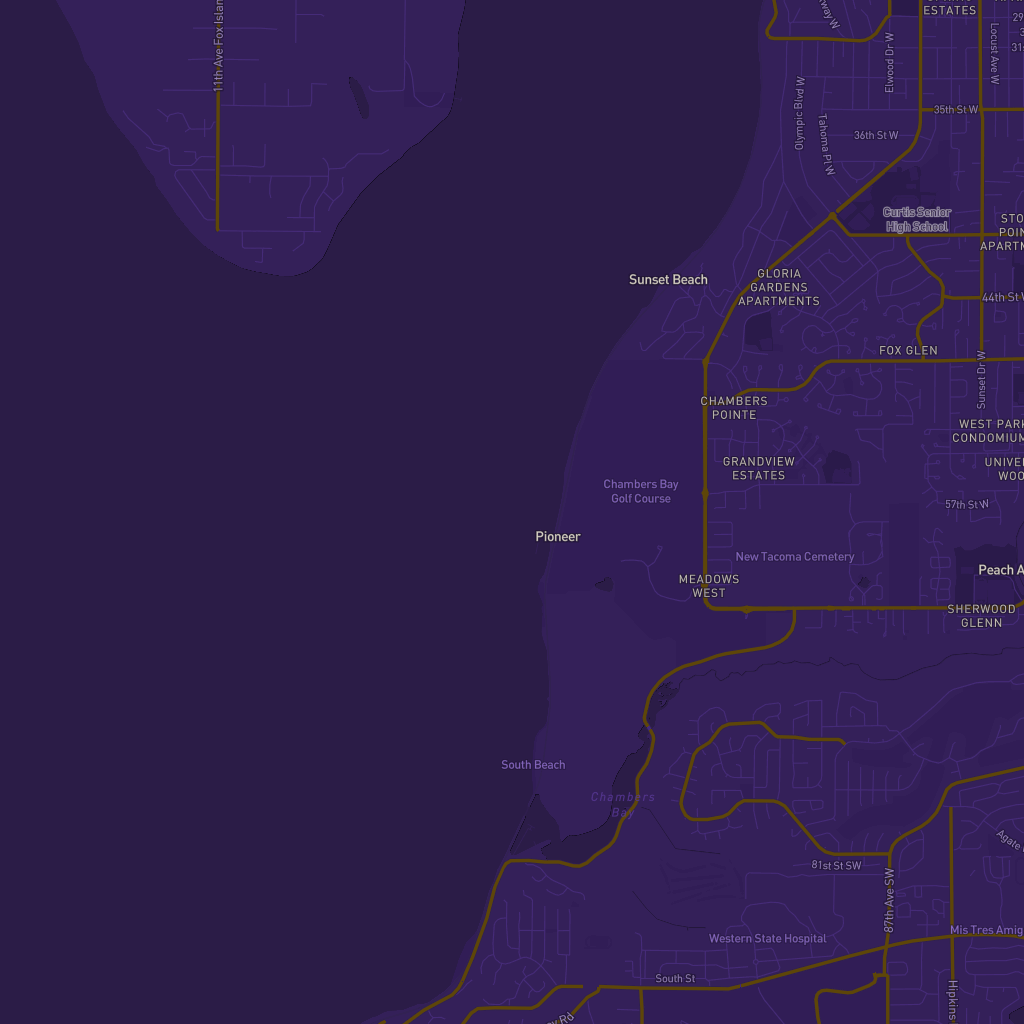 11th Ave Fox
ESTATES
Elwood Dr W
Locust Ave W
Olympic Blvd W
Tahoma Pl W
35th St W
36th St W
Curtis Senior
High School
Sunset Beach
GLORIA
GARDENS
APARTMENTS
44th St
FOX GLEN
Sunset Dr W
CHAMBERS
POINTE
WEST PARK
GRANDVIEW
ESTATES
Chambers Bay
Golf Course
57th St W
Pioneer
New Tacoma Cemetery
Peach
MEADOWS
WEST
SHERWOOD
GLENN
South Beach
Chambers
Bay
81st St SW
87th Ave SW
Agate
Western State Hospital
Mis Tres
South St
Hipkins
Rd